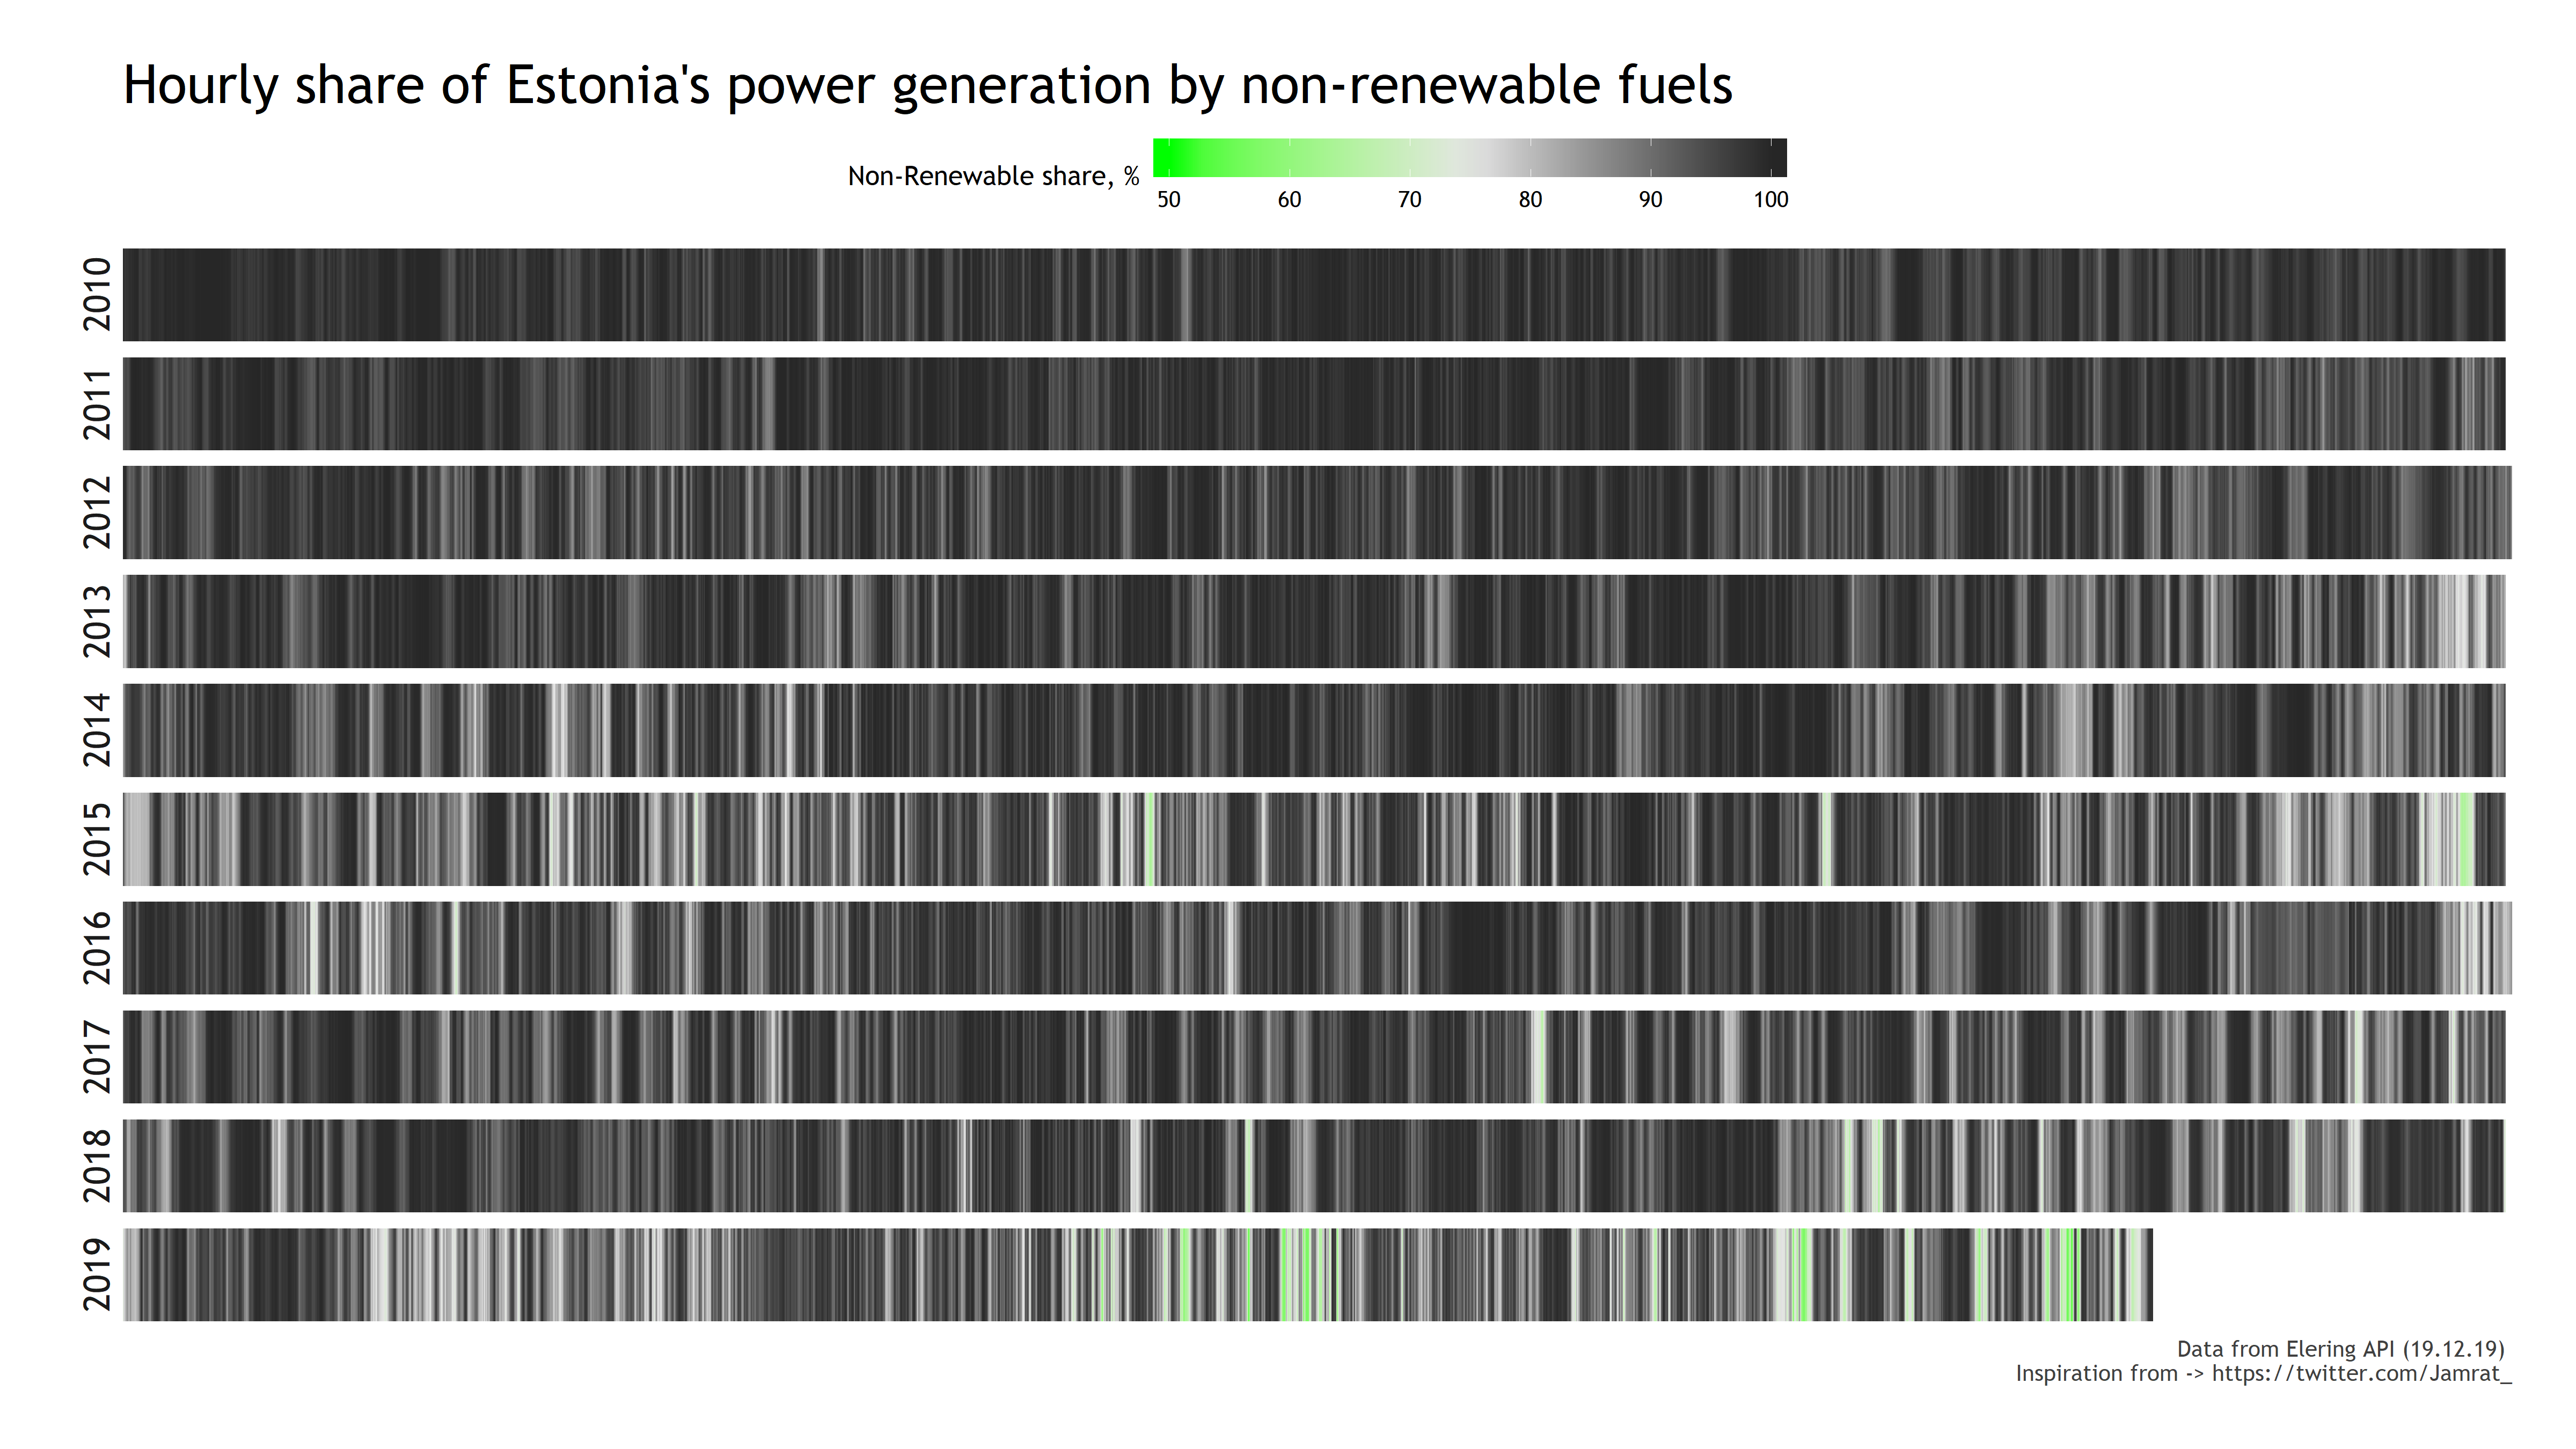 Hourly share of Estonia's power generation by non-renewable fuels
Non-Renewable share, %
50 60 70 80 90 100
2010
2011
2012
2013
2014
2015
2016
2017
2018
2019
Data from Elering API (19.12.19)
Inspiration from -> https://twitter.com/Jamrat_